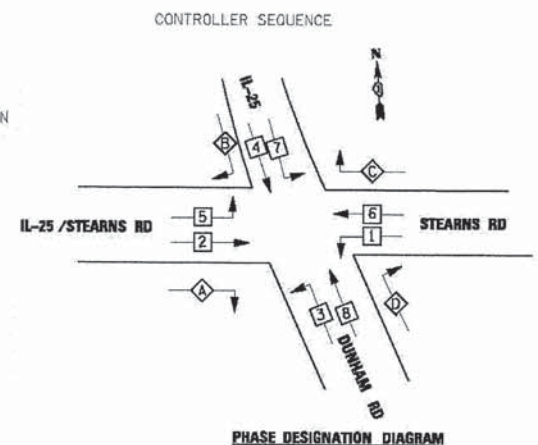 CONTROLLER SEQUENCE
N
N
IL-25
B
4
7
C
5
6
IL-25 /STEARNS RD
STEARNS RD
2
1
A
3
8
D
DUNHAM RD
PHASE DESIGNATION DIAGRAM